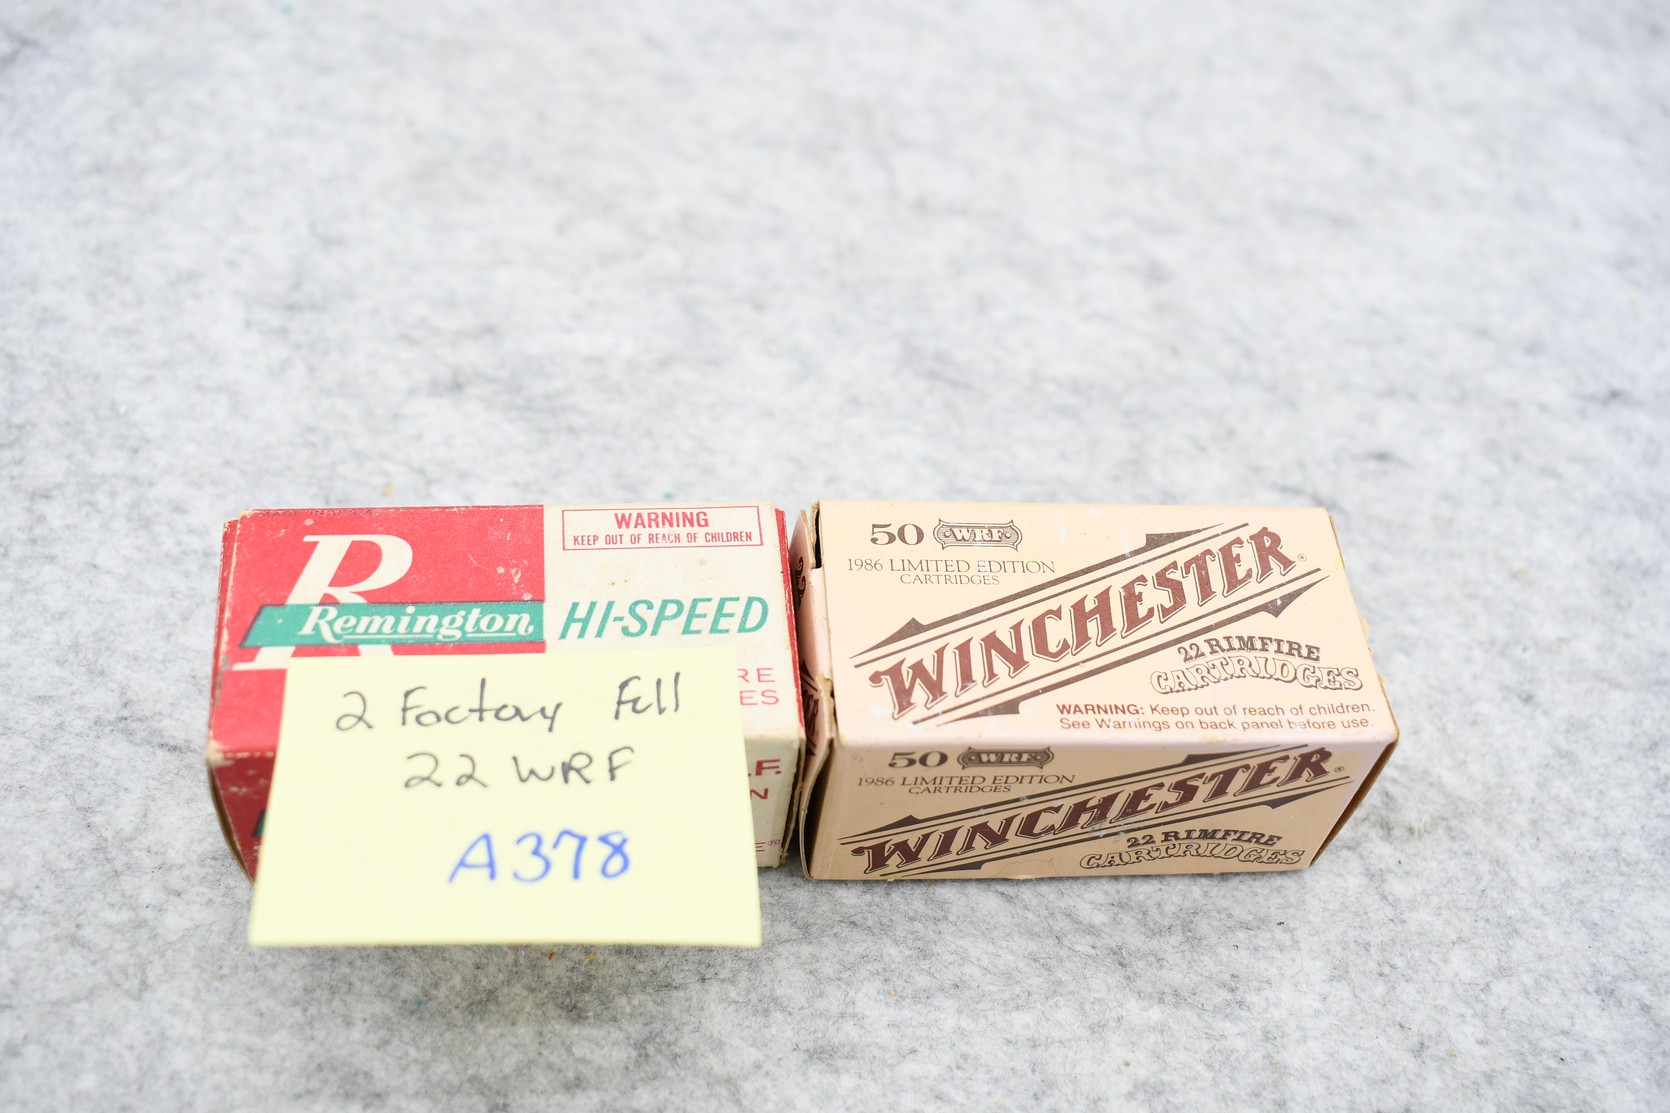 R
Remington
WARNING
KEEP OUT OF REACH OF CHILDREN
HI-SPEED
RE
ES
.F.
N
E®
2 Factory Full
22 WRF
A378
50 WRF
1986 LIMITED EDITION
CARTRIDGES
WINCHESTER®
22 RIMFIRE
CARTRIDGES
WARNING: Keep out of reach of children.
See Warnings on back panel before use.
50 WRF
1986 LIMITED EDITION
CARTRIDGES
WINCHESTER®
22 RIMFIRE
CARTRIDGES